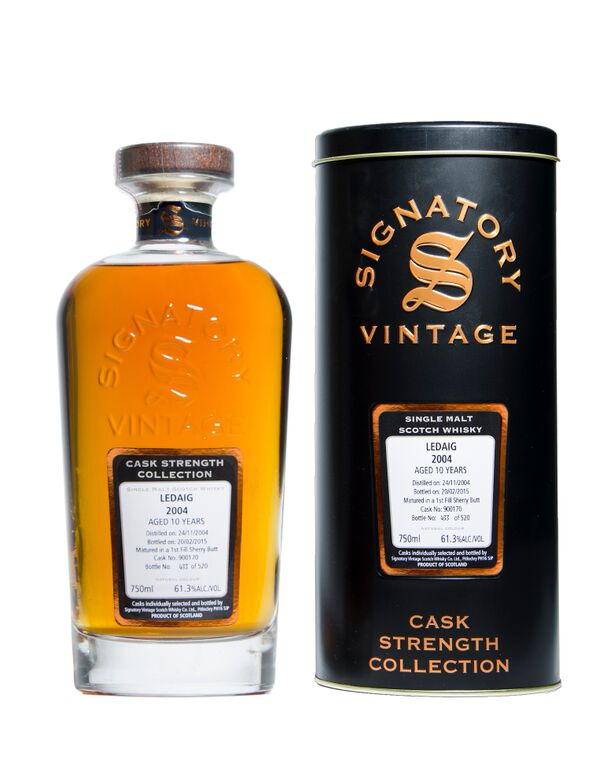 SIGNATORY
VINTAGE
CASK STRENGTH
COLLECTION
SINGLE MALT SCOTCH WHISKY
LEDAIG
2004
AGED 10 YEARS
Distilled on: 24/11/2004
Bottled on: 20/02/2015
Matured in a 1st Fill Sherry Butt
Cask No: 900170
Bottle No: 433 of 520
NATURAL COLOUR
750ml 61.3%ALC./VOL.
Casks individually selected and bottled by
Signatory Vintage Scotch Whisky Co. Ltd., Pitlochry PH16 5JP
PRODUCT OF SCOTLAND
SIGNATORY
S
VINTAGE
SINGLE MALT
SCOTCH WHISKY
LEDAIG
2004
AGED 10 YEARS
Distilled on: 24/11/2004
Bottled on: 20/02/2015
Matured in a 1st Fill Sherry Butt
Cask No: 900170
Bottle No: 433 of 520
750ml 61.3%ALC./VOL.
Casks individually selected and bottled by
Signatory Vintage Scotch Whisky Co. Ltd., Pitlochry PH16 5JP
PRODUCT OF SCOTLAND
CASK
STRENGTH
COLLECTION